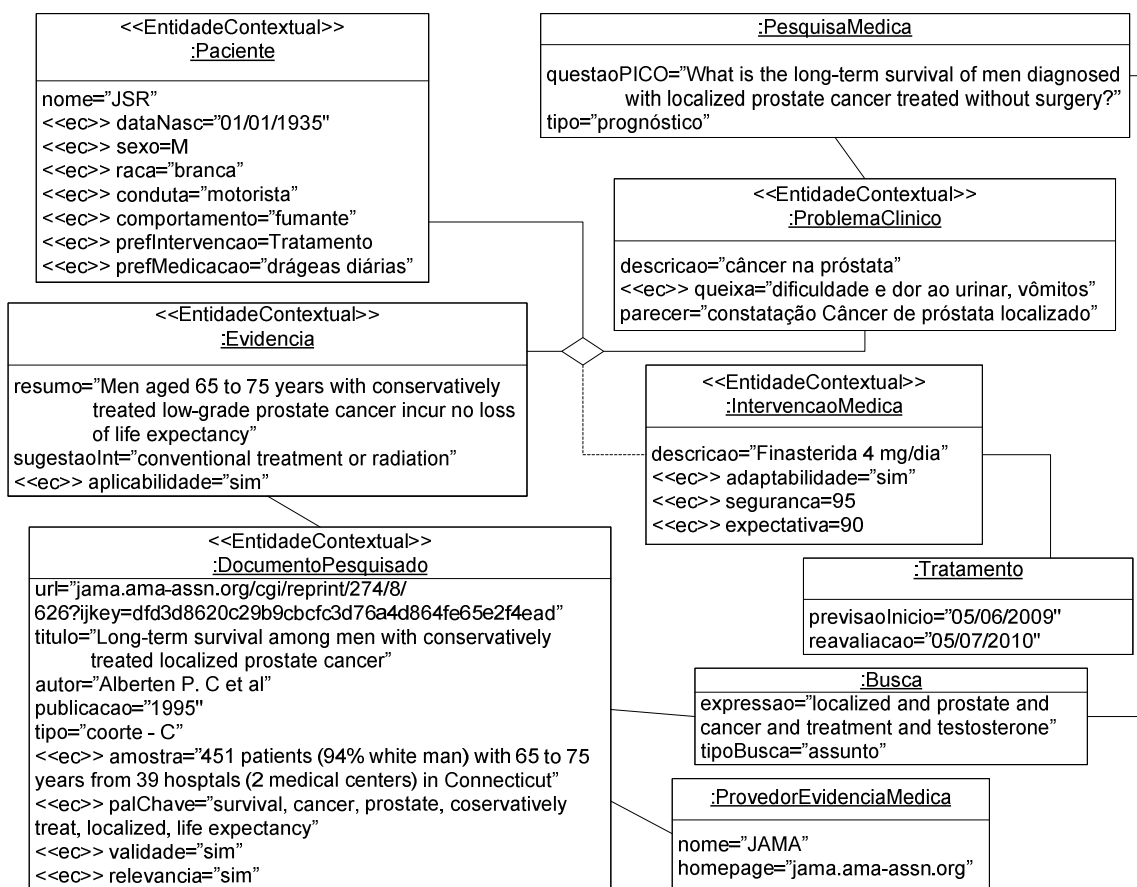 <<EntidadeContextual>>
:Paciente
nome="JSR"
<<ec>> dataNasc="01/01/1935"
<<ec>> sexo=M
<<ec>> raca="branca"
<<ec>> conduta="motorista"
<<ec>> comportamento="fumante"
<<ec>> prefIntervencao=Tratamento
<<ec>> prefMedicacao="drágeas diárias"
:PesquisaMedica
questaoPICO="What is the long-term survival of men diagnosed
with localized prostate cancer treated without surgery?"
tipo="prognóstico"
<<EntidadeContextual>>
:ProblemaClinico
descricao="câncer na próstata"
<<ec>> queixa="dificuldade e dor ao urinar, vômitos"
parecer="constatação Câncer de próstata localizado"
<<EntidadeContextual>>
:Evidencia
resumo="Men aged 65 to 75 years with conservatively
treated low-grade prostate cancer incur no loss
of life expectancy"
sugestaoInt="conventional treatment or radiation"
<<ec>> aplicabilidade="sim"
<<EntidadeContextual>>
:IntervencaoMedica
descricao="Finasterida 4 mg/dia"
<<ec>> adaptabilidade="sim"
<<ec>> seguranca=95
<<ec>> expectativa=90
<<EntidadeContextual>>
:DocumentoPesquisado
url="jama.ama-assn.org/cgi/reprint/274/8/
626?ijkey=dfd3d8620c29b9cbcfc3d76a4d864fe65e2f4ead"
titulo="Long-term survival among men with conservatively
treated localized prostate cancer"
autor="Alberten P. C et al"
publicacao="1995"
tipo="coorte - C"
<<ec>> amostra="451 patients (94% white man) with 65 to 75
years from 39 hosptals (2 medical centers) in Connecticut"
<<ec>> palChave="survival, cancer, prostate, coservatively
treat, localized, life expectancy"
<<ec>> validade="sim"
<<ec>> relevancia="sim"
:Tratamento
previsaoInicio="05/06/2009"
reavaliacao="05/07/2010"
:Busca
expressao="localized and prostate and
cancer and treatment and testosterone"
tipoBusca="assunto"
:ProvedorEvidenciaMedica
nome="JAMA"
homepage="jama.ama-assn.org"